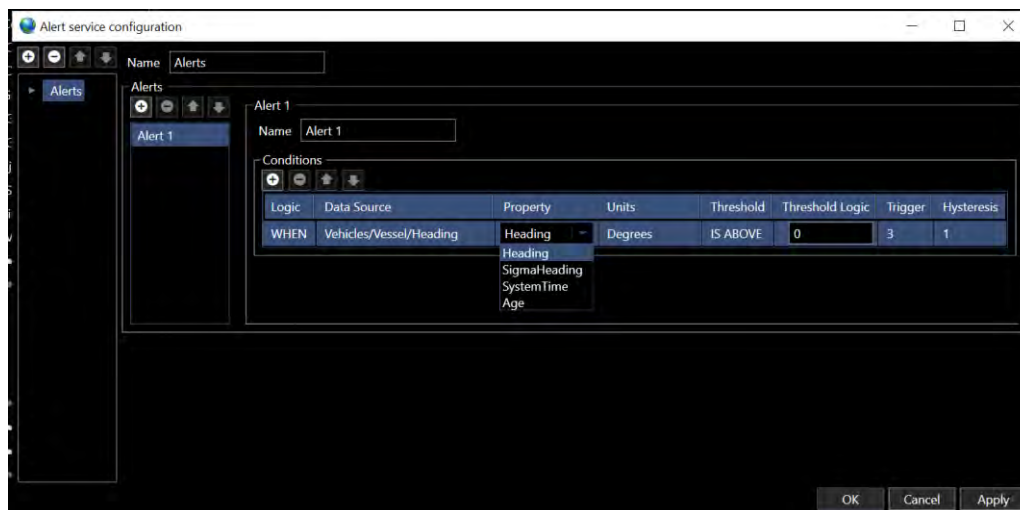 Alert service configuration
Name Alerts
Alerts
Alerts
Alert 1
Alert 1
Name Alert 1
Conditions
Logic Data Source Property Units Threshold Threshold Logic Trigger Hysteresis
WHEN Vehicles/Vessel/Heading Heading Degrees IS ABOVE 0 3 1
Heading
SigmaHeading
SystemTime
Age
OK Cancel Apply